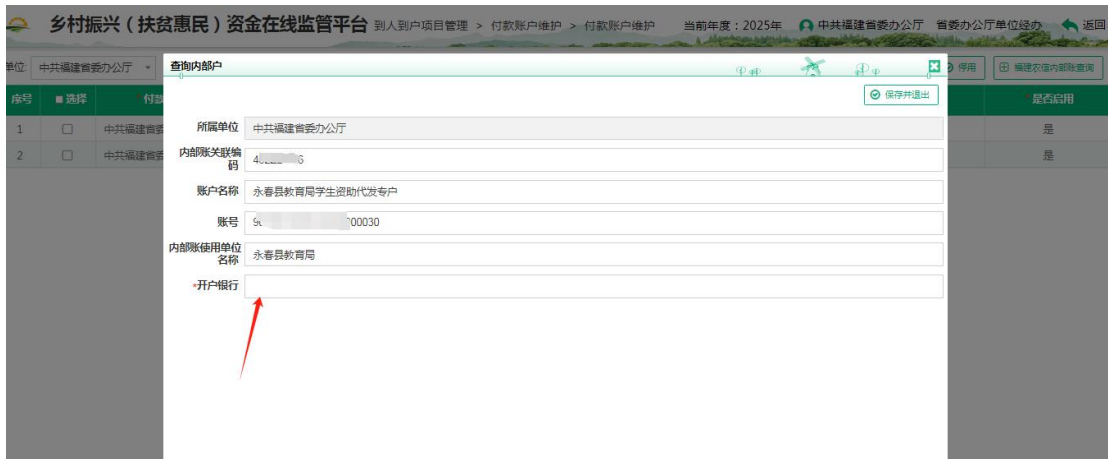 乡村振兴（扶贫惠民）资金在线监管平台 到人到户项目管理 > 付款账户维护 > 付款账户维护 当前年度：2025年 中共福建省委办公厅 省委办公厅单位经办 返回
单位 中共福建省委办公厅 查询内部户 停用 福建农信内部账查询
保存并退出
序号 选择 付款 是否启用
所属单位 中共福建省委办公厅
1 中共福建省委 是
内部账关联编码
2 中共福建省委 是
账户名称 永春县教育局学生资助代发专户
账号 00030
内部账使用单位名称 永春县教育局
*开户银行